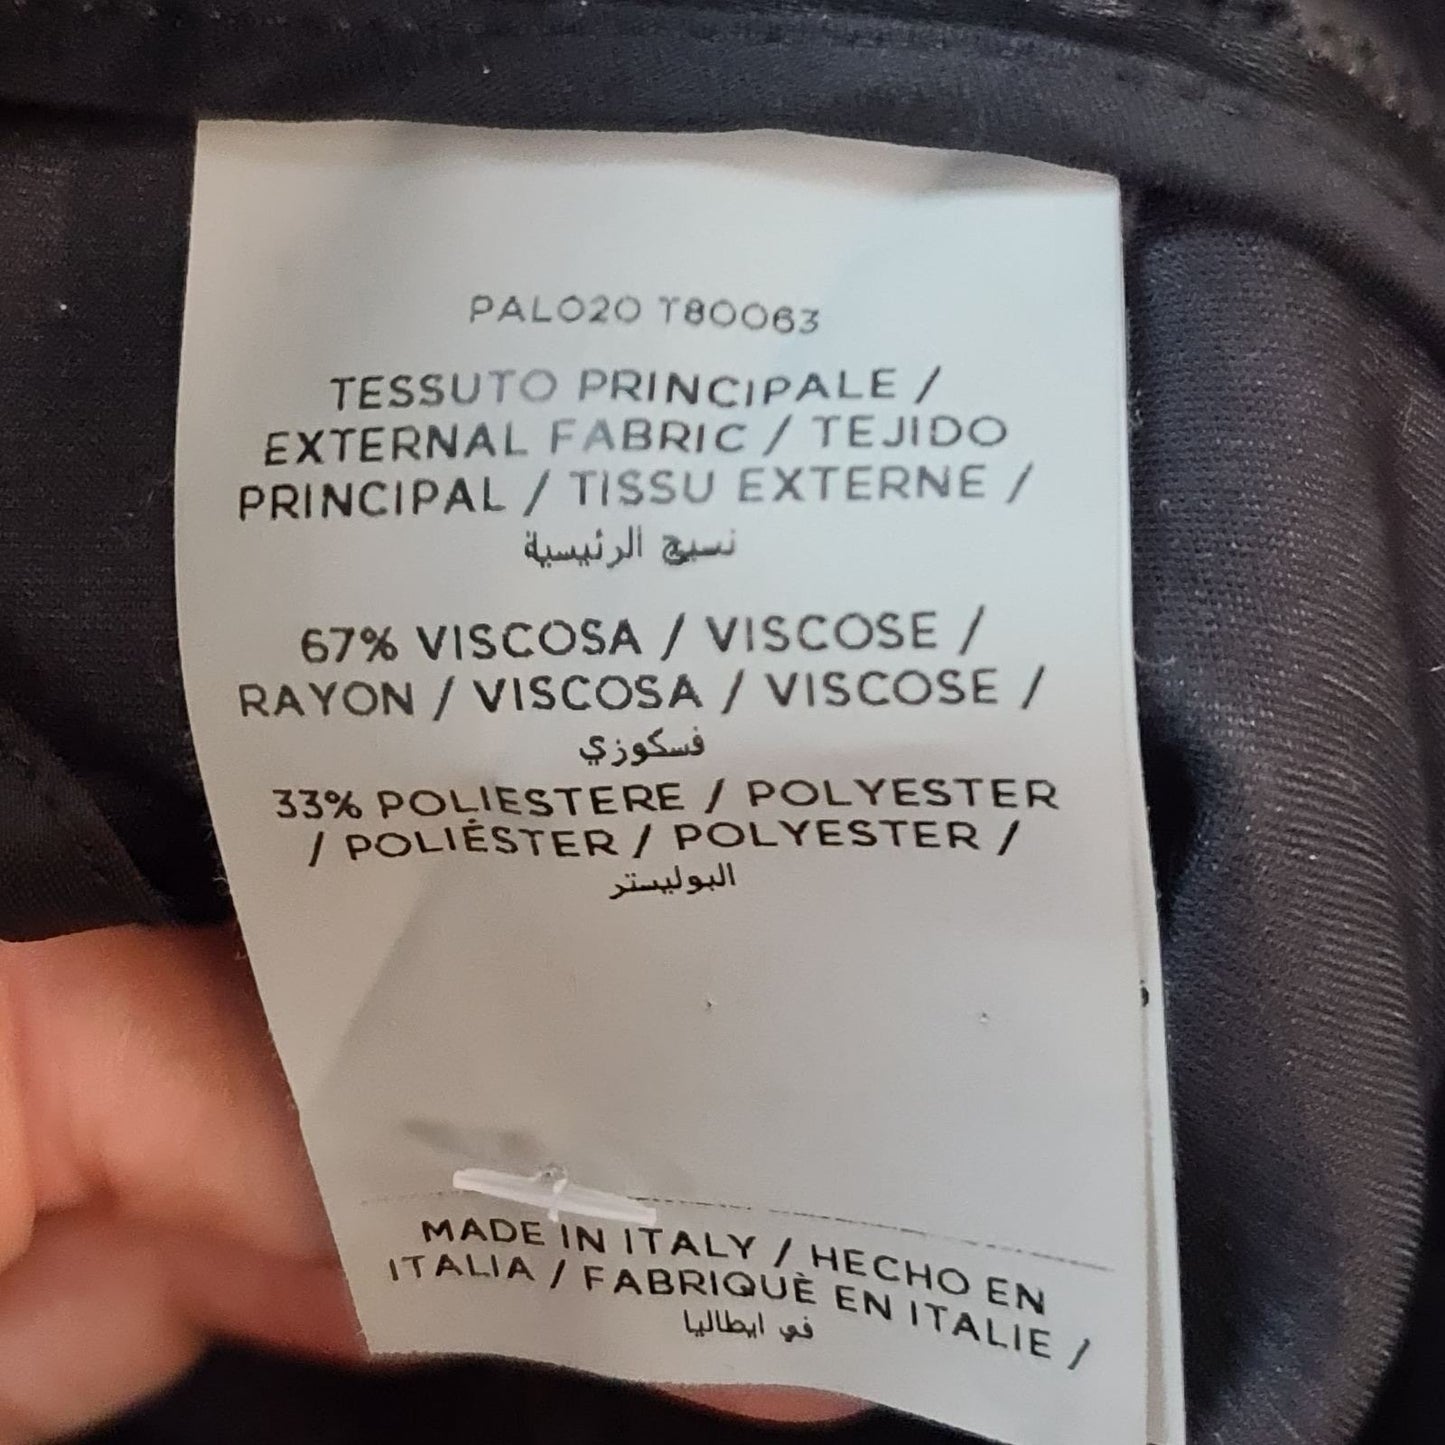 PALO20 T80063
TESSUTO PRINCIPALE /
EXTERNAL FABRIC / TEJIDO
PRINCIPAL / TISSU EXTERNE /
نسيج الرئيسية
67% VISCOSA / VISCOSE /
RAYON / VISCOSA / VISCOSE /
فسكوزي
33% POLIESTERE / POLYESTER
/ POLIÉSTER / POLYESTER /
البوليستر
MADE IN ITALY / HECHO EN
ITALIA / FABRIQUÈ EN ITALIE /
في ايطاليا